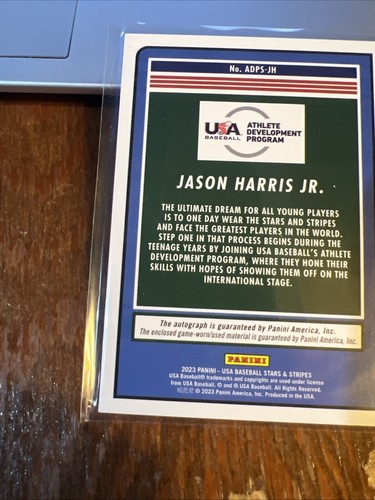 No. ADPS-JH
USA
BASEBALL
ATHLETE
DEVELOPMENT
PROGRAM
JASON HARRIS JR.
THE ULTIMATE DREAM FOR ALL YOUNG PLAYERS
IS TO ONE DAY WEAR THE STARS AND STRIPES
AND FACE THE GREATEST PLAYERS IN THE WORLD.
STEP ONE IN THAT PROCESS BEGINS DURING THE
TEENAGE YEARS BY JOINING USA BASEBALL'S ATHLETE
DEVELOPMENT PROGRAM, WHERE THEY HONE THEIR
SKILLS WITH HOPES OF SHOWING THEM OFF ON THE
INTERNATIONAL STAGE.
The autograph is guaranteed by Panini America, Inc.
The enclosed game-worn/used material is guaranteed by Panini America, Inc.
PANINI
2023 PANINI – USA BASEBALL STARS & STRIPES
USA Baseball® trademarks and copyrights are used under license
from USA Baseball. © and ® USA Baseball. All Rights Reserved.
© 2023 Panini America, Inc. Produced in the USA.